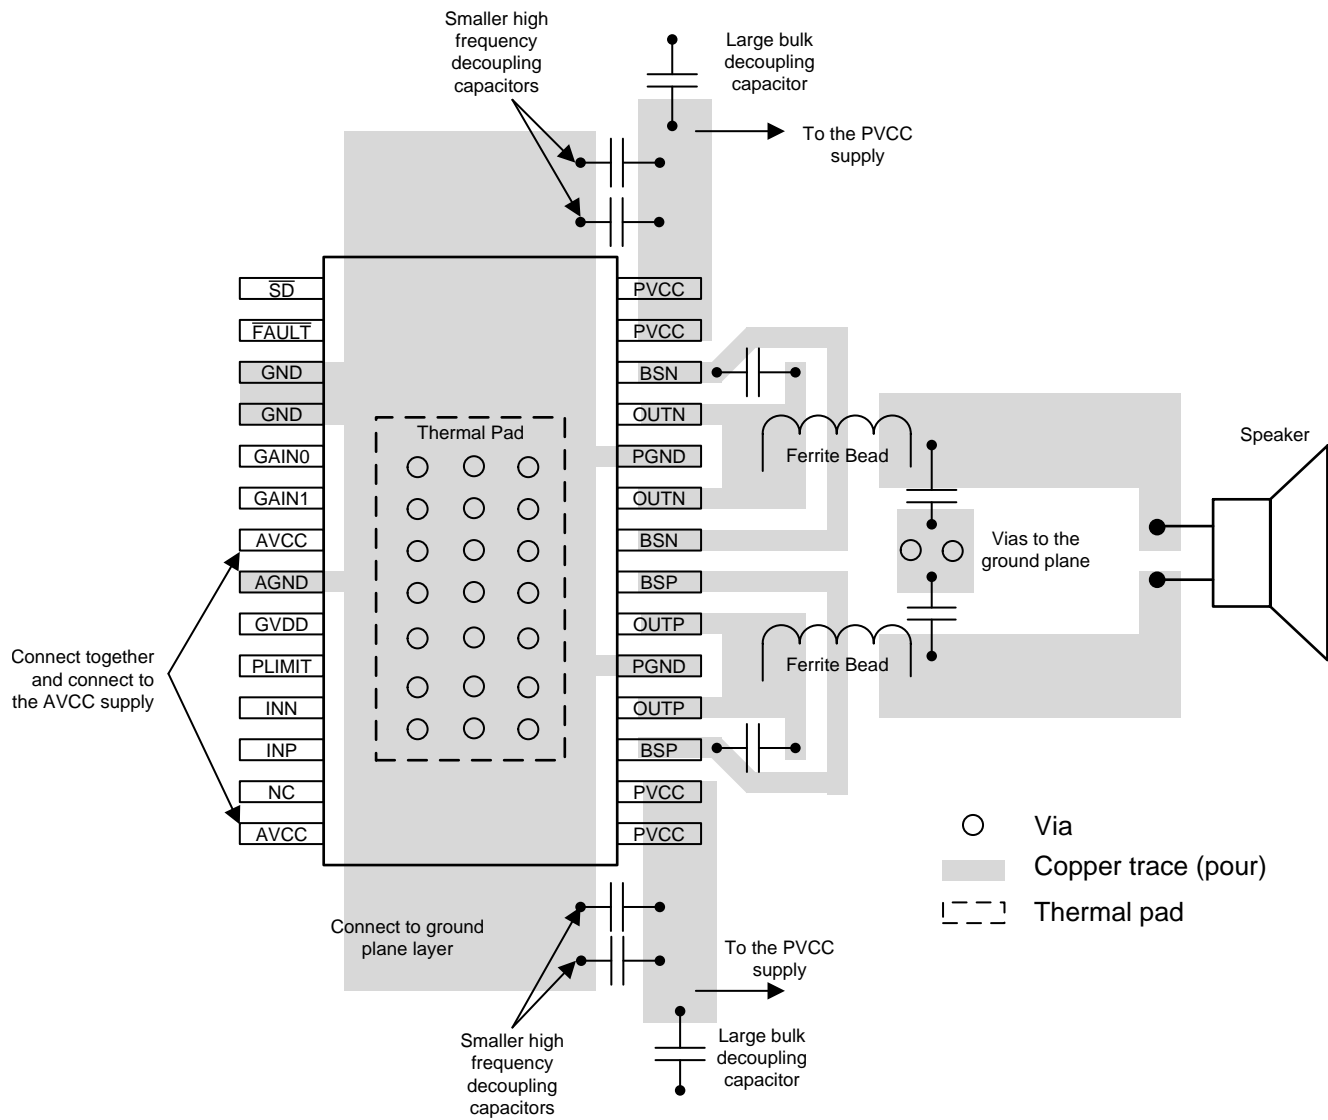 Smaller high
frequency
decoupling
capacitors
Large bulk
decoupling
capacitor
To the PVCC
supply
SD
FAULT
GND
GND
GAIN0
GAIN1
AVCC
AGND
GVDD
PLIMIT
INN
INP
NC
AVCC
PVCC
PVCC
BSN
OUTN
PGND
OUTN
BSN
BSP
OUTP
PGND
OUTP
BSP
PVCC
PVCC
Thermal Pad
Ferrite Bead
Ferrite Bead
Vias to the
ground plane
Speaker
Connect together
and connect to
the AVCC supply
Via
Copper trace (pour)
Thermal pad
Connect to ground
plane layer
To the PVCC
supply
Smaller high
frequency
decoupling
capacitors
Large bulk
decoupling
capacitor